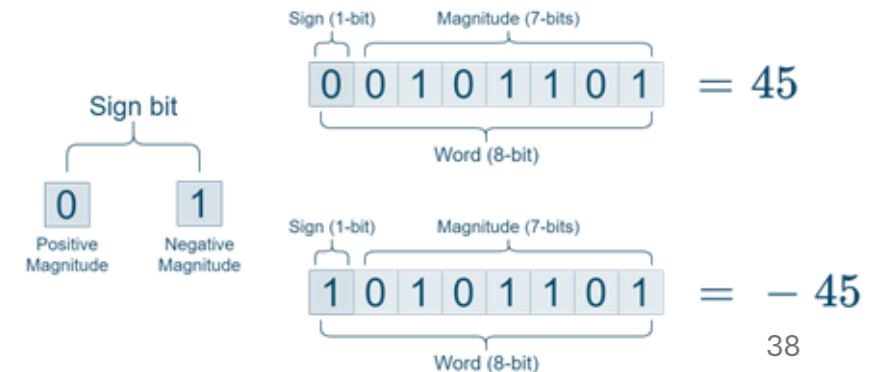 Sign bit
0 1
Positive Magnitude
Negative Magnitude
Sign (1-bit) Magnitude (7-bits)
0 0 1 0 1 1 0 1 = 45
Word (8-bit)
Sign (1-bit) Magnitude (7-bits)
1 0 1 0 1 1 0 1 = - 45
Word (8-bit)
38